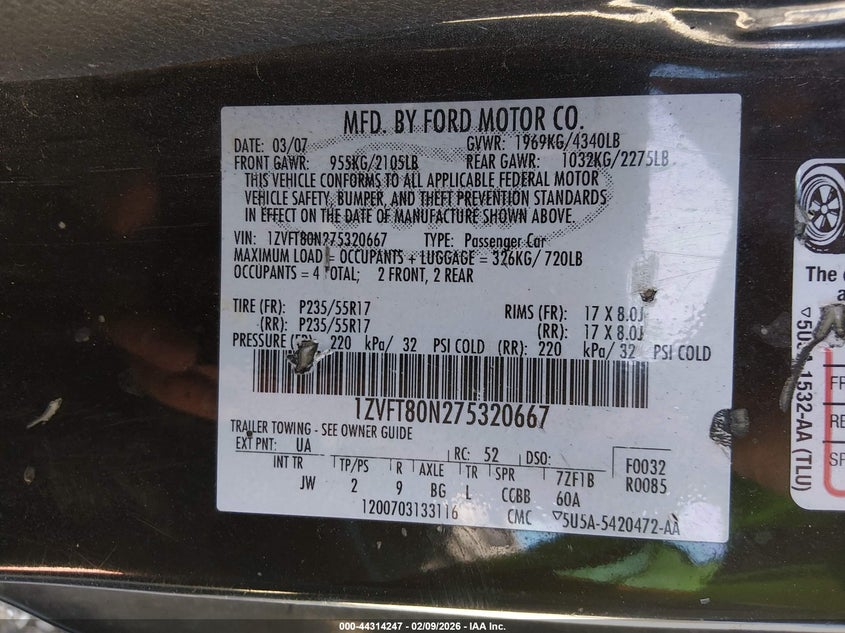 MFD. BY FORD MOTOR CO.
DATE: 03/07 GVWR: 1969KG/4340LB
FRONT GAWR: 955KG/2105LB REAR GAWR: 1032KG/2275LB
THIS VEHICLE CONFORMS TO ALL APPLICABLE FEDERAL MOTOR
VEHICLE SAFETY, BUMPER, AND THEFT PREVENTION STANDARDS
IN EFFECT ON THE DATE OF MANUFACTURE SHOWN ABOVE.
VIN: 1ZVFT80N275320667 TYPE: Passenger Car
MAXIMUM LOAD = OCCUPANTS + LUGGAGE = 326KG/ 720LB
OCCUPANTS = 4 TOTAL; 2 FRONT, 2 REAR
TIRE (FR): P235/55R17 RIMS (FR): 17 X 8.0J
(RR): P235/55R17 (RR): 17 X 8.0J
PRESSURE (FR): 220 kPa/ 32 PSI COLD (RR): 220 kPa/ 32 PSI COLD
1ZVFT80N275320667
TRAILER TOWING - SEE OWNER GUIDE
EXT PNT: UA RC: 52 DSO: F0032
INT TR TP/PS R AXLE TR SPR 7ZF1B R0085
JW 2 9 BG L CCBB 60A
1200703133116 CMC ▽5U5A-5420472-AA
The
1532-AA (TLU)
000-44314247 - 02/09/2026 - IAA Inc.